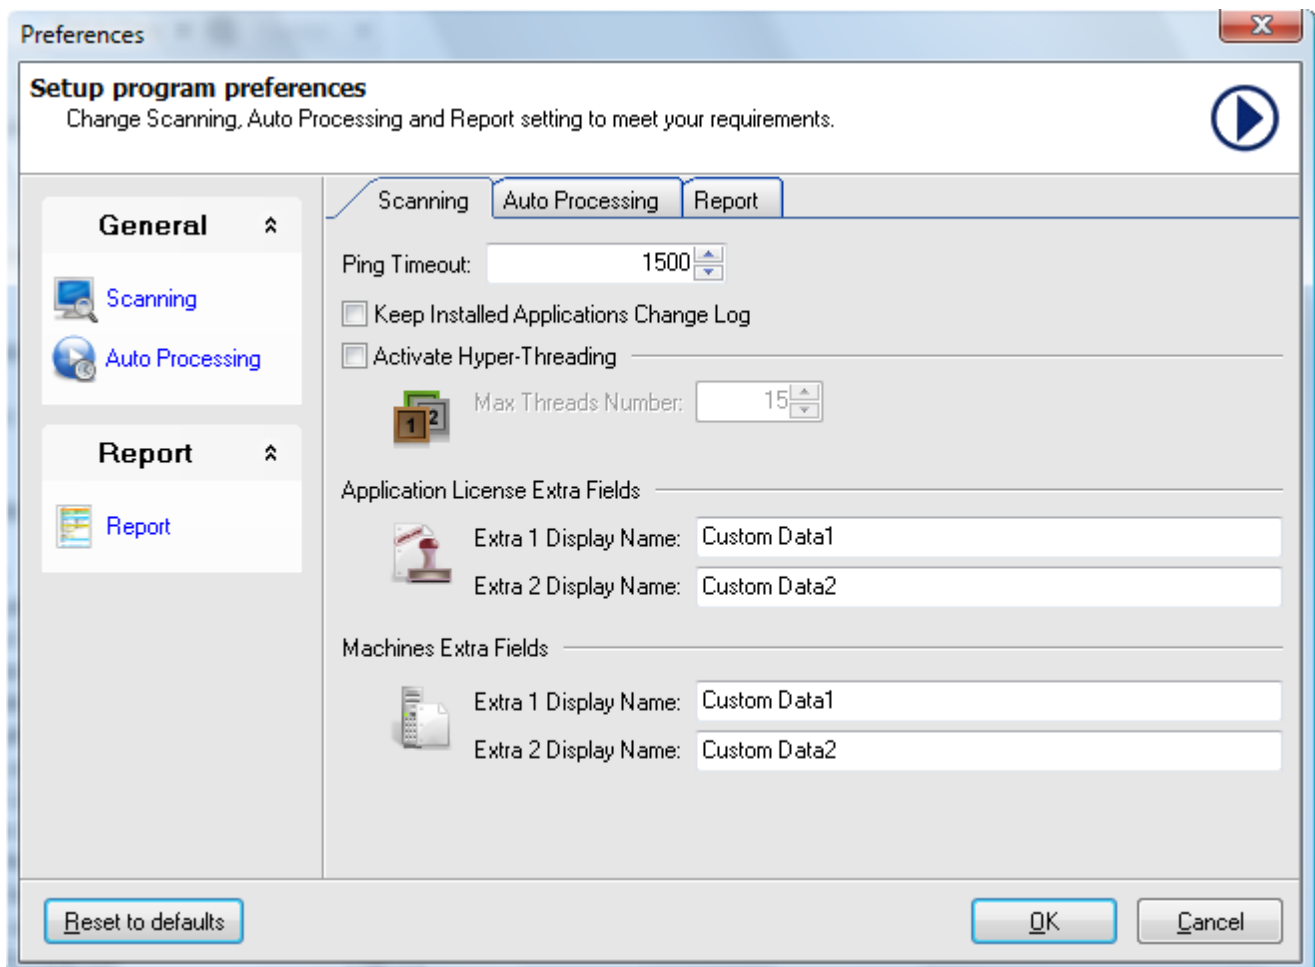 Preferences
Setup program preferences
Change Scanning, Auto Processing and Report setting to meet your requirements.
General
Scanning
Auto Processing
Report
Report
Scanning Auto Processing Report
Ping Timeout: 1500
Keep Installed Applications Change Log
Activate Hyper-Threading
1 2
Max Threads Number: 15
Application License Extra Fields
Extra 1 Display Name: Custom Data1
Extra 2 Display Name: Custom Data2
Machines Extra Fields
Extra 1 Display Name: Custom Data1
Extra 2 Display Name: Custom Data2
Reset to defaults
OK
Cancel